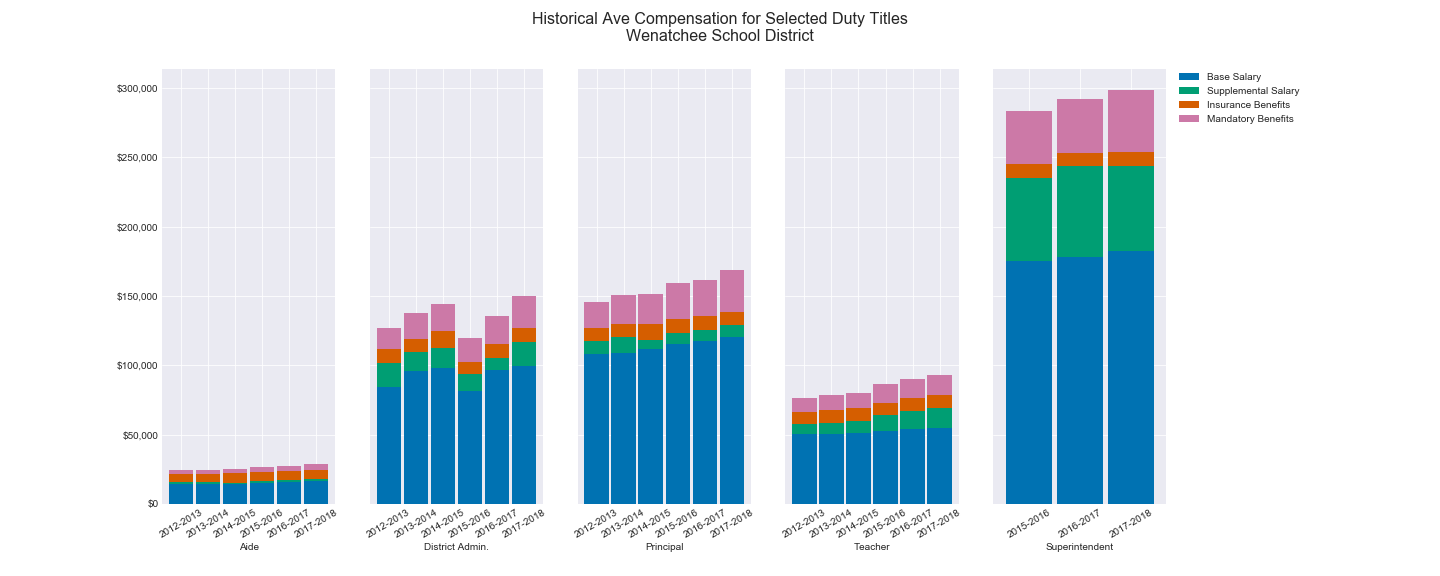 Historical Ave Compensation for Selected Duty Titles
Wenatchee School District
$300,000
$250,000
$200,000
$150,000
$100,000
$50,000
$0
Base Salary
Supplemental Salary
Insurance Benefits
Mandatory Benefits
2012-2013 2013-2014 2014-2015 2015-2016 2016-2017 2017-2018
Aide
2012-2013 2013-2014 2014-2015 2015-2016 2016-2017 2017-2018
District Admin.
2012-2013 2013-2014 2014-2015 2015-2016 2016-2017 2017-2018
Principal
2012-2013 2013-2014 2014-2015 2015-2016 2016-2017 2017-2018
Teacher
2015-2016 2016-2017 2017-2018
Superintendent